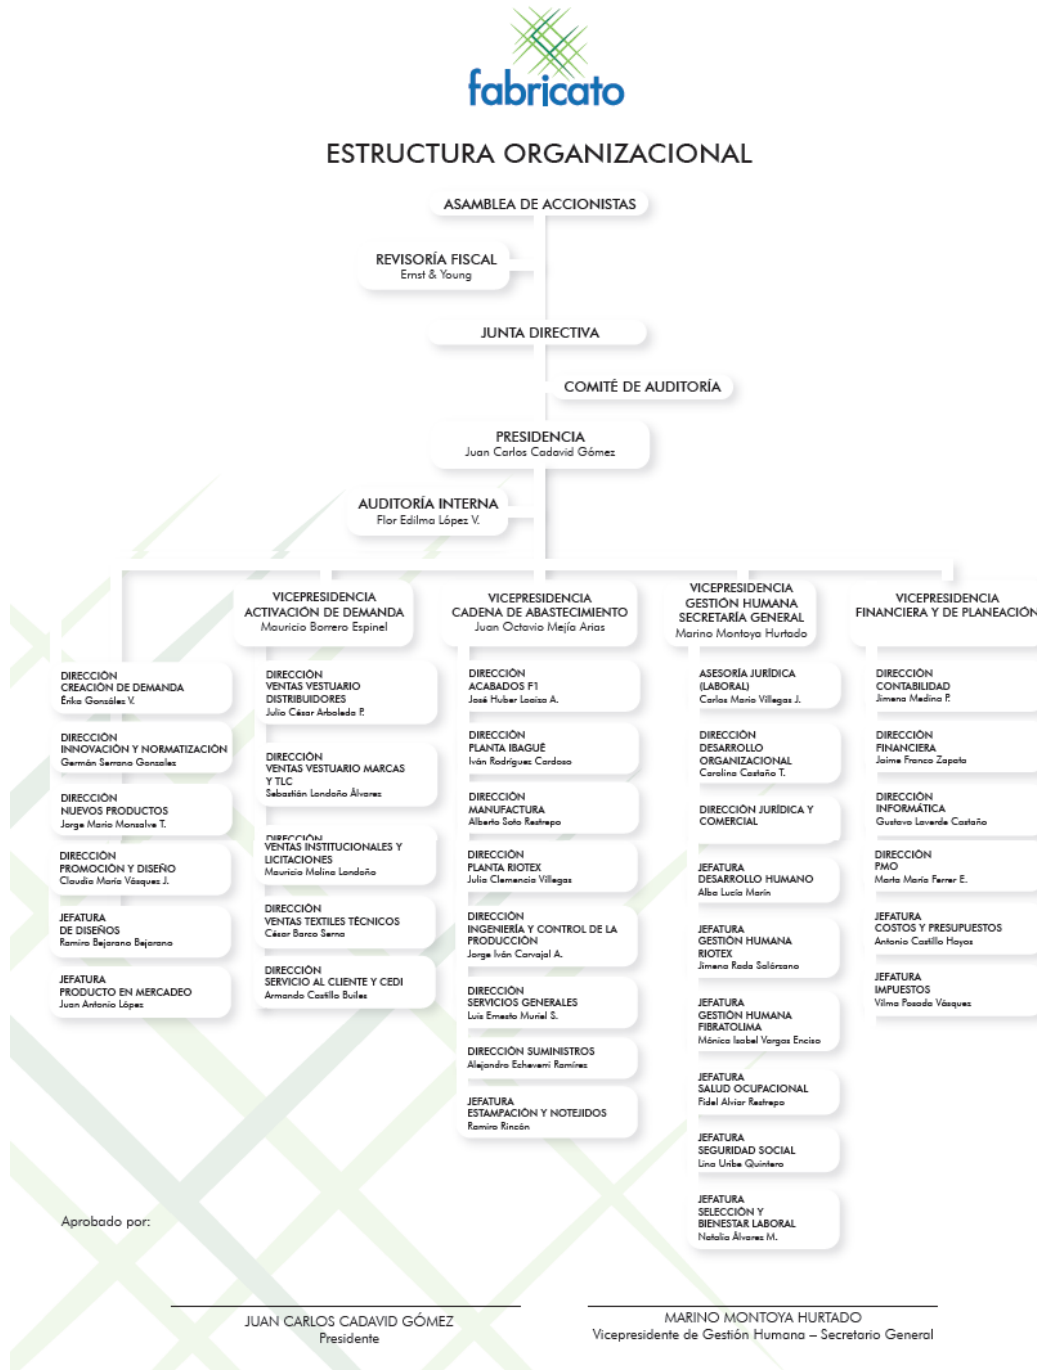 fabricato
ESTRUCTURA ORGANIZACIONAL
ASAMBLEA DE ACCIONISTAS
REVISORÍA FISCAL
Ernst & Young
JUNTA DIRECTIVA
COMITÉ DE AUDITORÍA
PRESIDENCIA
Juan Carlos Cadavid Gómez
AUDITORÍA INTERNA
Flor Edilma López V.
DIRECCIÓN
CREACIÓN DE DEMANDA
Érika González V.
DIRECCIÓN
INNOVACIÓN Y NORMATIZACIÓN
Germán Serrano Gonzales
DIRECCIÓN
NUEVOS PRODUCTOS
Jorge Mario Monsalve T.
DIRECCIÓN
PROMOCIÓN Y DISEÑO
Claudia María Vásquez J.
JEFATURA
DE DISEÑOS
Ramiro Bejarano Bejarano
JEFATURA
PRODUCTO EN MERCADEO
Juan Antonio López
VICEPRESIDENCIA
ACTIVACIÓN DE DEMANDA
Mauricio Borrero Espinel
DIRECCIÓN
VENTAS VESTUARIO
DISTRIBUIDORES
Julio César Arboleda P.
DIRECCIÓN
VENTAS VESTUARIO MARCAS
Y TLC
Sebastián Londoño Álvarez
DIRECCIÓN
VENTAS INSTITUCIONALES Y
LICITACIONES
Mauricio Molina Londoño
DIRECCIÓN
VENTAS TEXTILES TÉCNICOS
César Barco Serna
DIRECCIÓN
SERVICIO AL CLIENTE Y CEDI
Armando Castilla Builes
VICEPRESIDENCIA
CADENA DE ABASTECIMIENTO
Juan Octavio Mejía Arias
DIRECCIÓN
ACABADOS F1
José Huber Loaiza A.
DIRECCIÓN
PLANTA IBAGUÉ
Iván Rodríguez Cardoso
DIRECCIÓN
MANUFACTURA
Alberto Soto Restrepo
DIRECCIÓN
PLANTA RIOTEX
Julia Clemencia Villegas
DIRECCIÓN
INGENIERÍA Y CONTROL DE LA
PRODUCCIÓN
Jorge Iván Carvajal A.
DIRECCIÓN
SERVICIOS GENERALES
Luis Ernesto Muriel S.
DIRECCIÓN SUMINISTROS
Alejandro Echeverri Ramírez
JEFATURA
ESTAMPACIÓN Y NOTEJIDOS
Ramiro Rincón
VICEPRESIDENCIA
GESTIÓN HUMANA
SECRETARÍA GENERAL
Marino Montoya Hurtado
ASESORÍA JURÍDICA
(LABORAL)
Carlos Mario Villegas J.
DIRECCIÓN
DESARROLLO
ORGANIZACIONAL
Carolina Castaño T.
DIRECCIÓN JURÍDICA Y
COMERCIAL
JEFATURA
DESARROLLO HUMANO
Alba Lucía Marín
JEFATURA
GESTIÓN HUMANA
RIOTEX
Jimena Rada Solórzano
JEFATURA
GESTIÓN HUMANA
FIBRATOLIMA
Mónica Isabel Vargas Enciso
JEFATURA
SALUD OCUPACIONAL
Fidel Alviar Restrepo
JEFATURA
SEGURIDAD SOCIAL
Lina Uribe Quintero
JEFATURA
SELECCIÓN Y
BIENESTAR LABORAL
Natalia Álvarez M.
VICEPRESIDENCIA
FINANCIERA Y DE PLANEACIÓN
DIRECCIÓN
CONTABILIDAD
Jimena Medina P.
DIRECCIÓN
FINANCIERA
Jaime Franco Zapata
DIRECCIÓN
INFORMÁTICA
Gustavo Laverde Castaño
DIRECCIÓN
PMO
Marta María Ferrer E.
JEFATURA
COSTOS Y PRESUPUESTOS
Antonio Castillo Hoyos
JEFATURA
IMPUESTOS
Vilma Posada Vásquez
Aprobado por:
JUAN CARLOS CADAVID GÓMEZ
Presidente
MARINO MONTOYA HURTADO
Vicepresidente de Gestión Humana – Secretario General